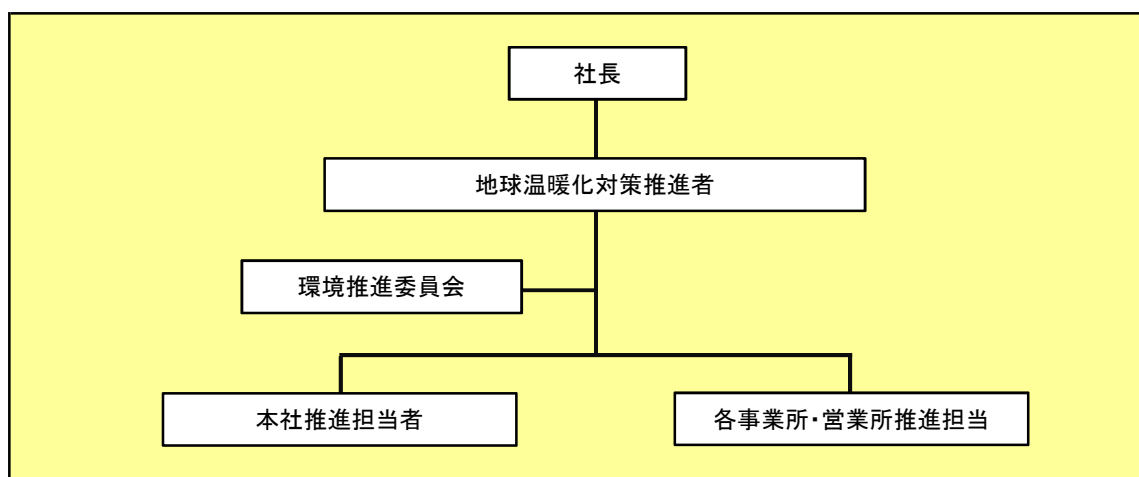 社長
地球温暖化対策推進者
環境推進委員会
本社推進担当者
各事業所・営業所推進担当